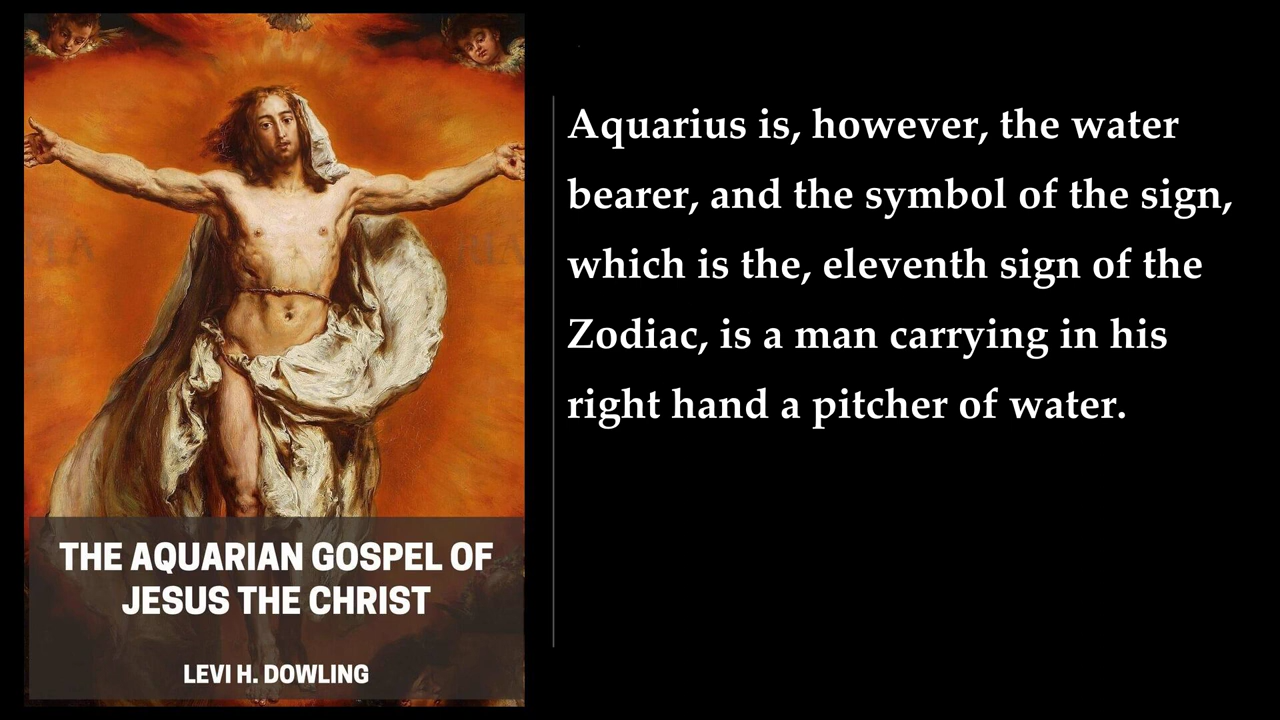 THE AQUARIAN GOSPEL OF
JESUS THE CHRIST
LEVI H. DOWLING
Aquarius is, however, the water
bearer, and the symbol of the sign,
which is the, eleventh sign of the
Zodiac, is a man carrying in his
right hand a pitcher of water.